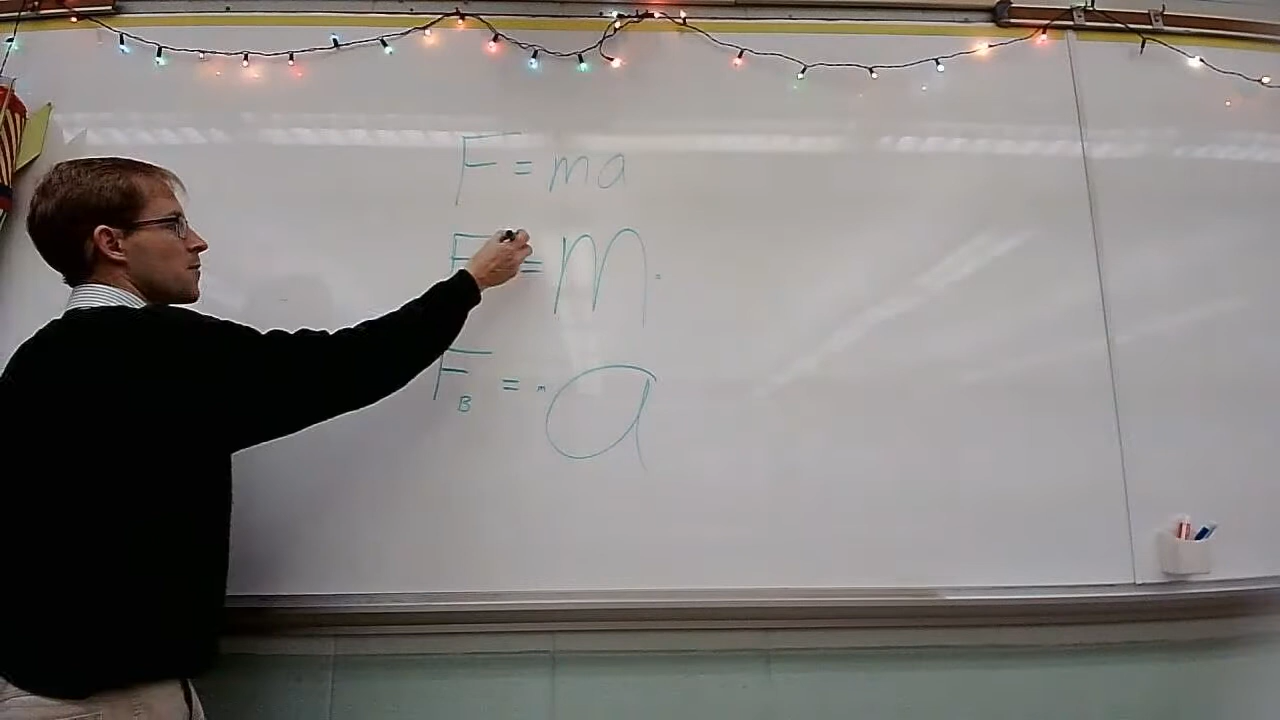 F = ma
F = M.
F B = m a